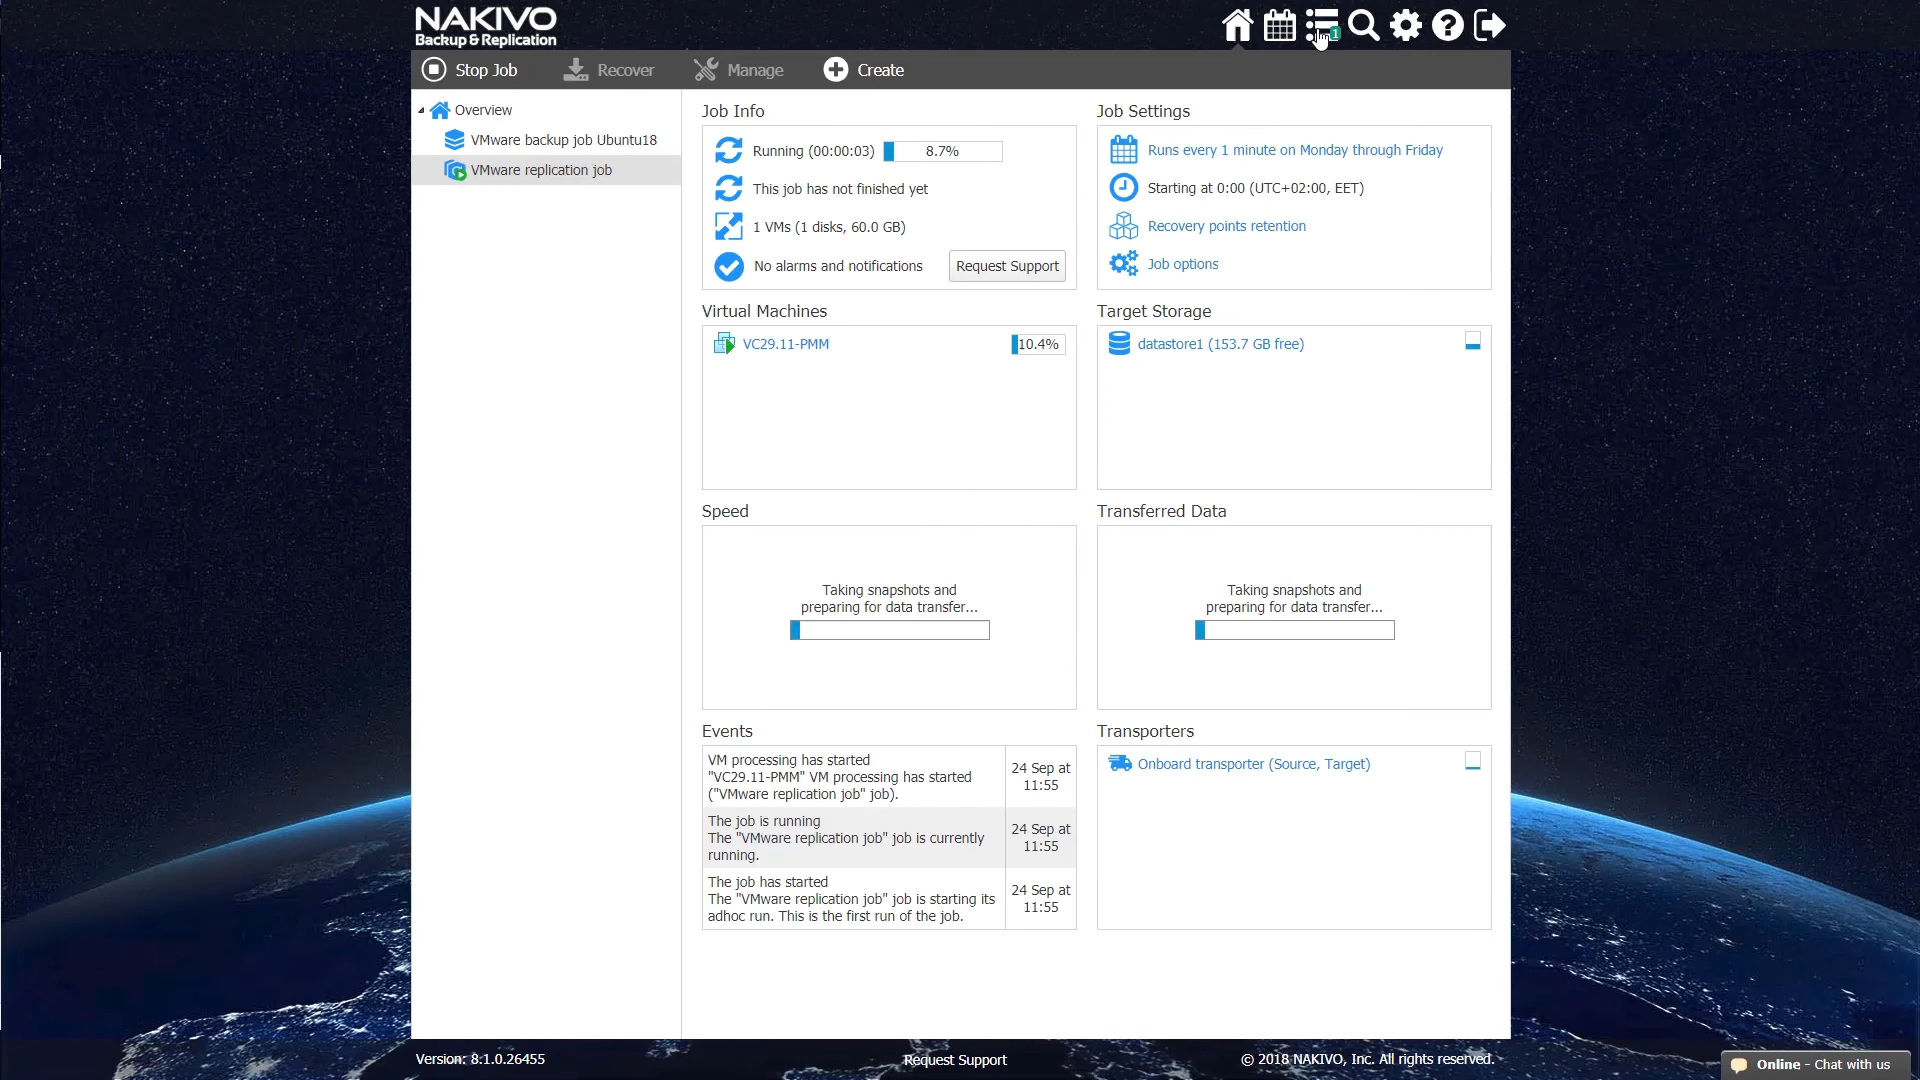 NAKIVO
Backup & Replication
1
Stop Job
Recover
Manage
Create
Overview
VMware backup job Ubuntu18
VMware replication job
Job Info
Running (00:00:03)
8.7%
This job has not finished yet
1 VMs (1 disks, 60.0 GB)
No alarms and notifications
Request Support
Job Settings
Runs every 1 minute on Monday through Friday
Starting at 0:00 (UTC+02:00, EET)
Recovery points retention
Job options
Virtual Machines
VC29.11-PMM
10.4%
Target Storage
datastore1 (153.7 GB free)
Speed
Taking snapshots and
preparing for data transfer...
Transferred Data
Taking snapshots and
preparing for data transfer...
Events
VM processing has started
"VC29.11-PMM" VM processing has started
("VMware replication job" job).
24 Sep at
11:55
The job is running
The "VMware replication job" job is currently
running.
24 Sep at
11:55
The job has started
The "VMware replication job" job is starting its
adhoc run. This is the first run of the job.
24 Sep at
11:55
Transporters
Onboard transporter (Source, Target)
Version: 8.1.0.26455
Request Support
© 2018 NAKIVO, Inc. All rights reserved.
Online - Chat with us